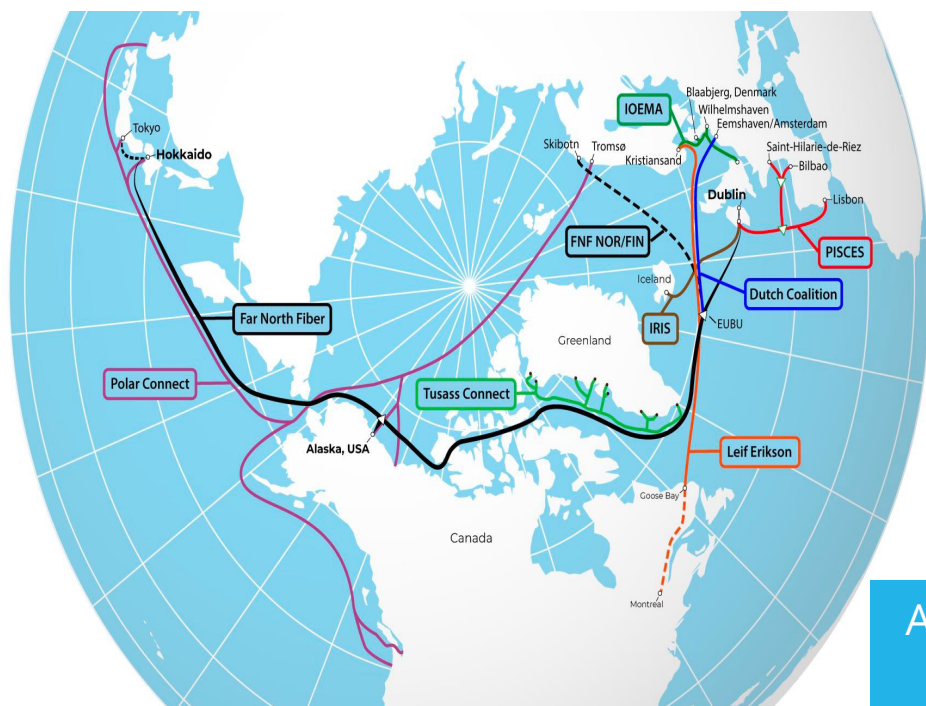 Blaabjerg, Denmark
IOEMA
Wilhelmshaven
Eemshaven/Amsterdam
Tokyo
Skibotn
Tromsø
Kristiansand
Saint-Hilarie-de-Riez
Hokkaido
Bilbao
Dublin
Lisbon
FNF NOR/FIN
PISCES
Iceland
Dutch Coalition
Far North Fiber
IRIS
EUBU
Greenland
Polar Connect
Tusass Connect
Alaska, USA
Leif Erikson
Goose Bay
Canada
Montreal
A